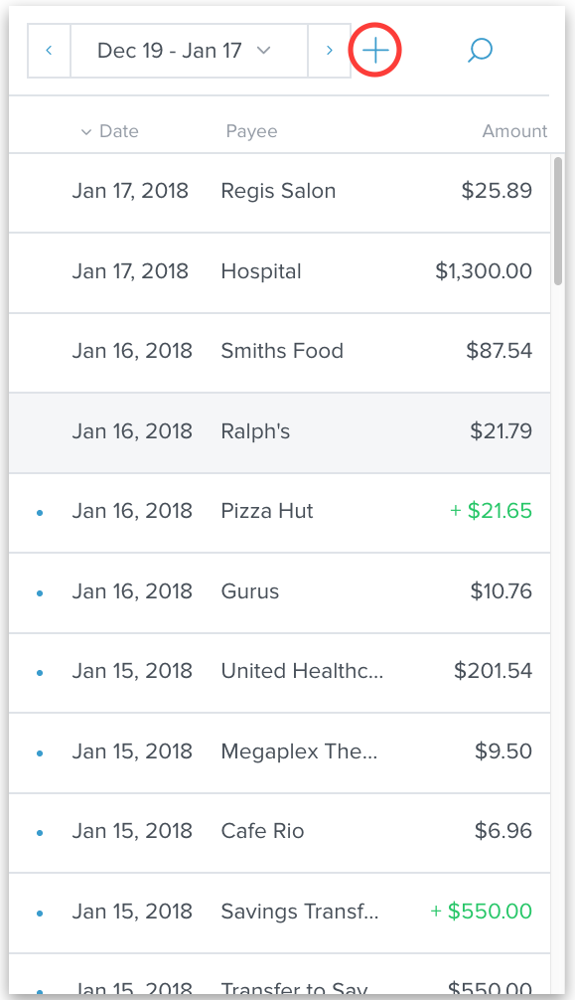 Dec 19 - Jan 17
Date Payee Amount
Jan 17, 2018 Regis Salon $25.89
Jan 17, 2018 Hospital $1,300.00
Jan 16, 2018 Smiths Food $87.54
Jan 16, 2018 Ralph's $21.79
Jan 16, 2018 Pizza Hut + $21.65
Jan 16, 2018 Gurus $10.76
Jan 15, 2018 United Healthc... $201.54
Jan 15, 2018 Megaplex The... $9.50
Jan 15, 2018 Cafe Rio $6.96
Jan 15, 2018 Savings Transf... + $550.00
Jan 15, 2018 Transfer to Sav... $550.00